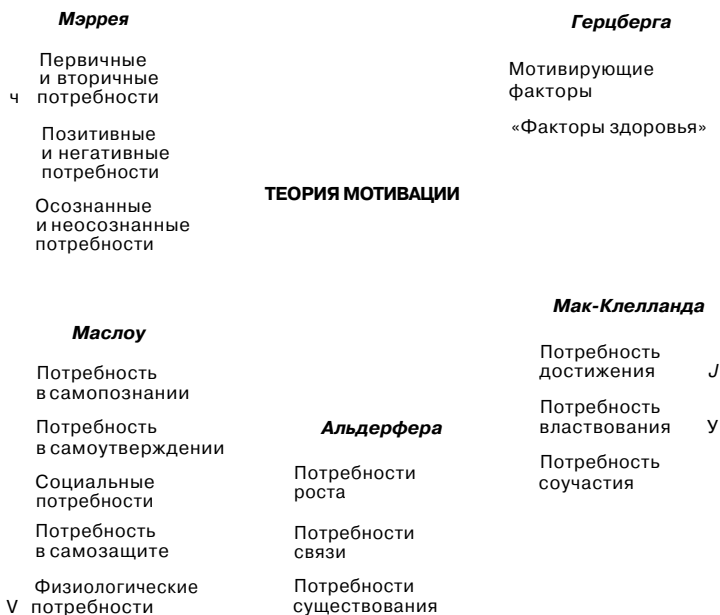 Мэррея
Первичные
и вторичные
ч потребности
Позитивные
и негативные
потребности
Осознанные
и неосознанные
потребности
Герцберга
Мотивирующие
факторы
«Факторы здоровья»
ТЕОРИЯ МОТИВАЦИИ
Маслоу
Потребность
в самопознании
Потребность
в самоутверждении
Социальные
потребности
Потребность
в самозащите
Физиологические
V потребности
Альдерфера
Потребности
роста
Потребности
связи
Потребности
существования
Мак-Клелланда
Потребность
достижения J
Потребность
властвования У
Потребность
соучастия